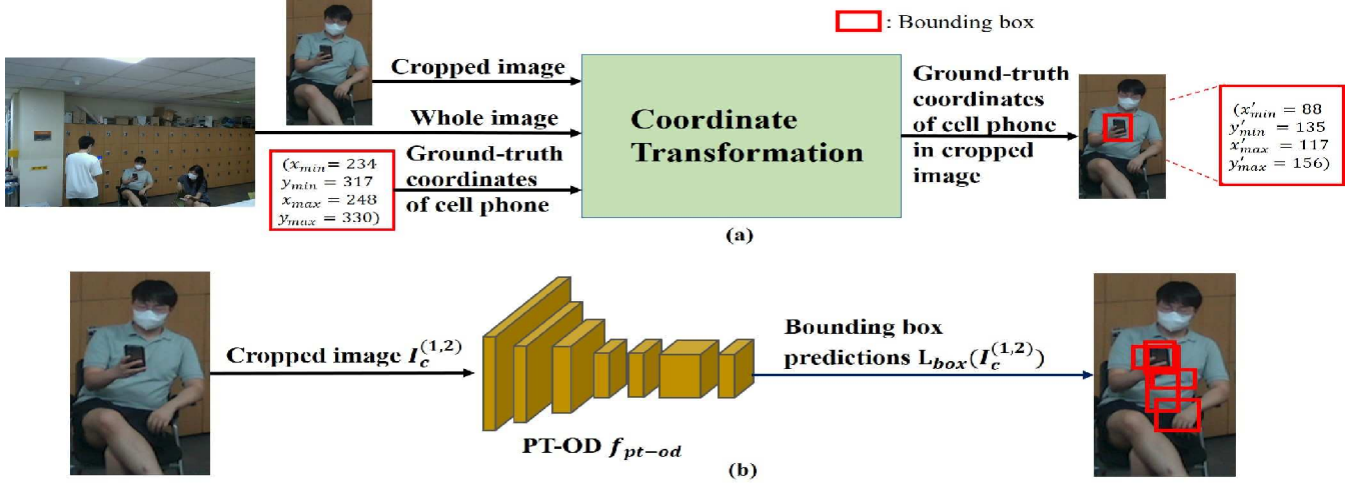 : Bounding box
Cropped image
Whole image
(x_min = 234
y_min = 317
x_max = 248
y_max = 330)
Ground-truth
coordinates
of cell phone
Coordinate
Transformation
Ground-truth
coordinates
of cell phone
in cropped
image
(x'_min = 88
y'_min = 135
x'_max = 117
y'_max = 156)
(a)
Cropped image I_c^(1,2)
PT-OD f_pt-od
Bounding box
predictions L_box(I_c^(1,2))
(b)